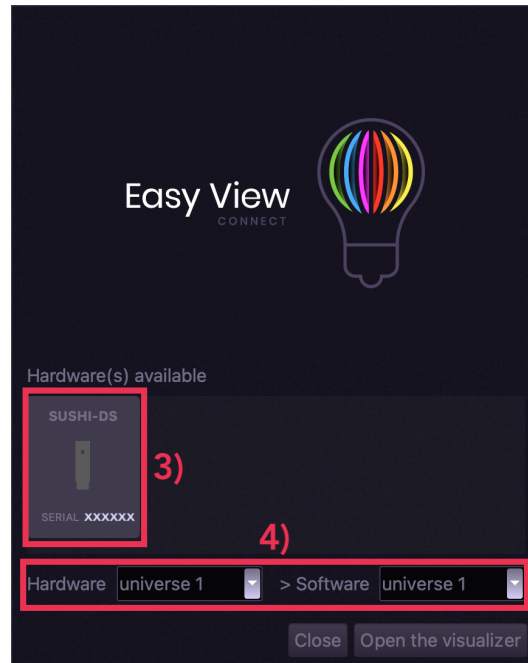 Easy View
CONNECT
Hardware(s) available
SUSHI-DS
3)
SERIAL XXXXXX
4)
Hardware universe 1 > Software universe 1
Close Open the visualizer